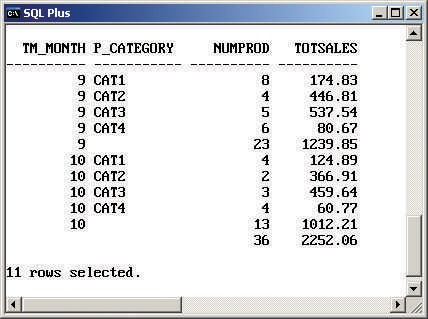 SQL Plus
TM_MONTH P_CATEGORY NUMPROD TOTSALES
---------- ---------- ---------- ----------
9 CAT1 8 174.83
9 CAT2 4 446.81
9 CAT3 5 537.54
9 CAT4 6 80.67
9 23 1239.85
10 CAT1 4 124.89
10 CAT2 2 366.91
10 CAT3 3 459.64
10 CAT4 4 60.77
10 13 1012.21
36 2252.06
11 rows selected.